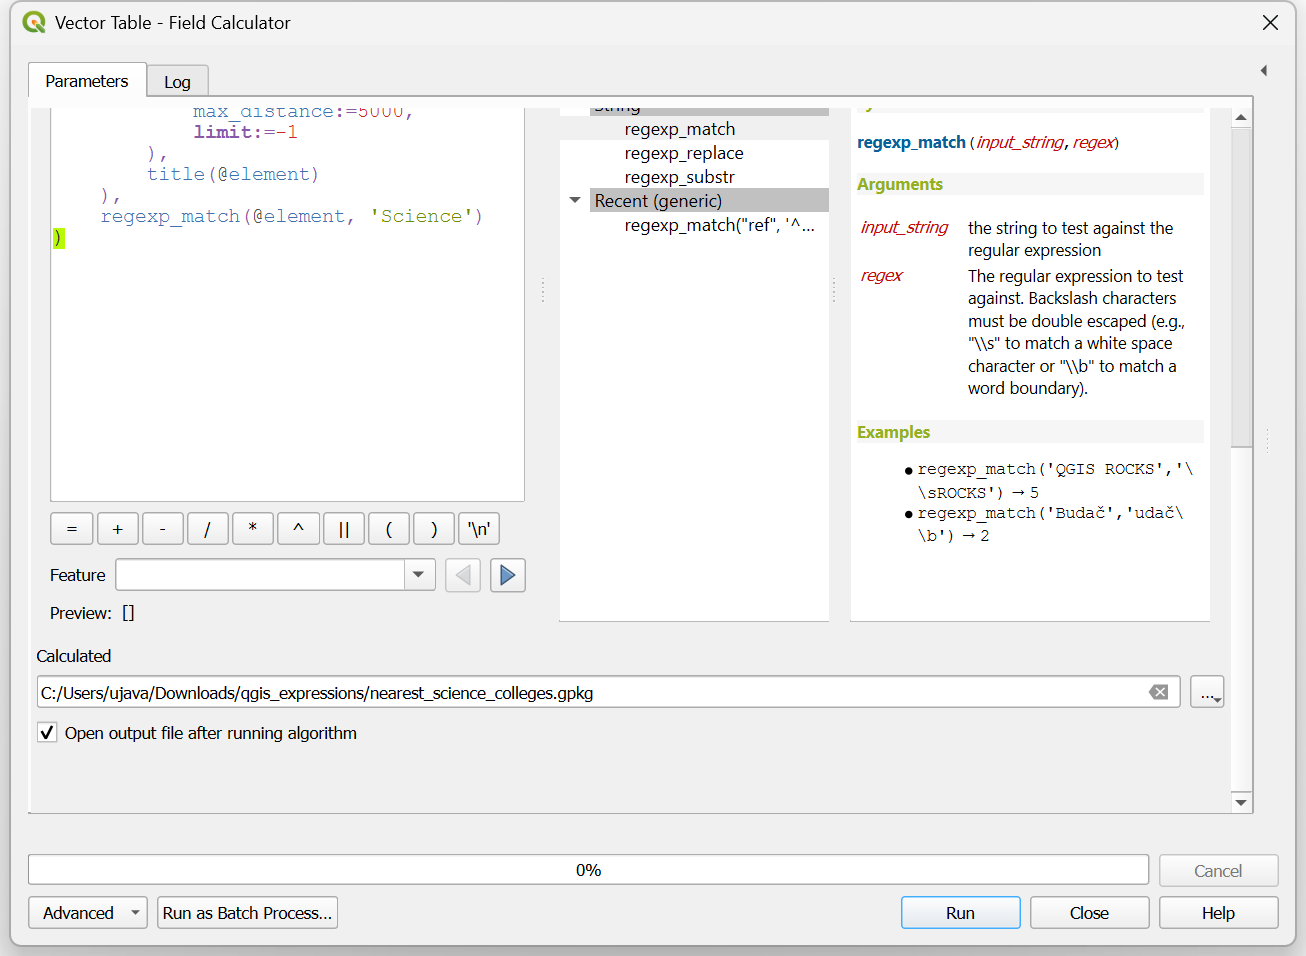 Vector Table - Field Calculator
Parameters
Log
max_distance:=5000,
limit:=-1
),
title(@element)
),
regexp_match(@element, 'Science')
)
= + - / * ^ || ( ) '\n'
Feature
Preview: []
String
regexp_match
regexp_replace
regexp_substr
Recent (generic)
regexp_match("ref", '^...
regexp_match(input_string, regex)
Arguments
input_string the string to test against the
regular expression
regex The regular expression to test
against. Backslash characters
must be double escaped (e.g.,
"\\s" to match a white space
character or "\\b" to match a
word boundary).
Examples
● regexp_match('QGIS ROCKS','\
\sROCKS') → 5
● regexp_match('Budač','udač\
\b') → 2
Calculated
C:/Users/ujava/Downloads/qgis_expressions/nearest_science_colleges.gpkg
...
Open output file after running algorithm
0%
Cancel
Advanced
Run as Batch Process...
Run
Close
Help